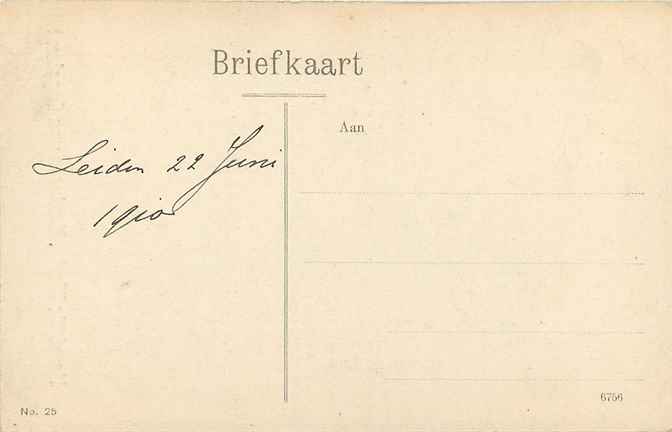 Briefkaart
Aan
Leiden 22 Juni
1910
6756
No. 25